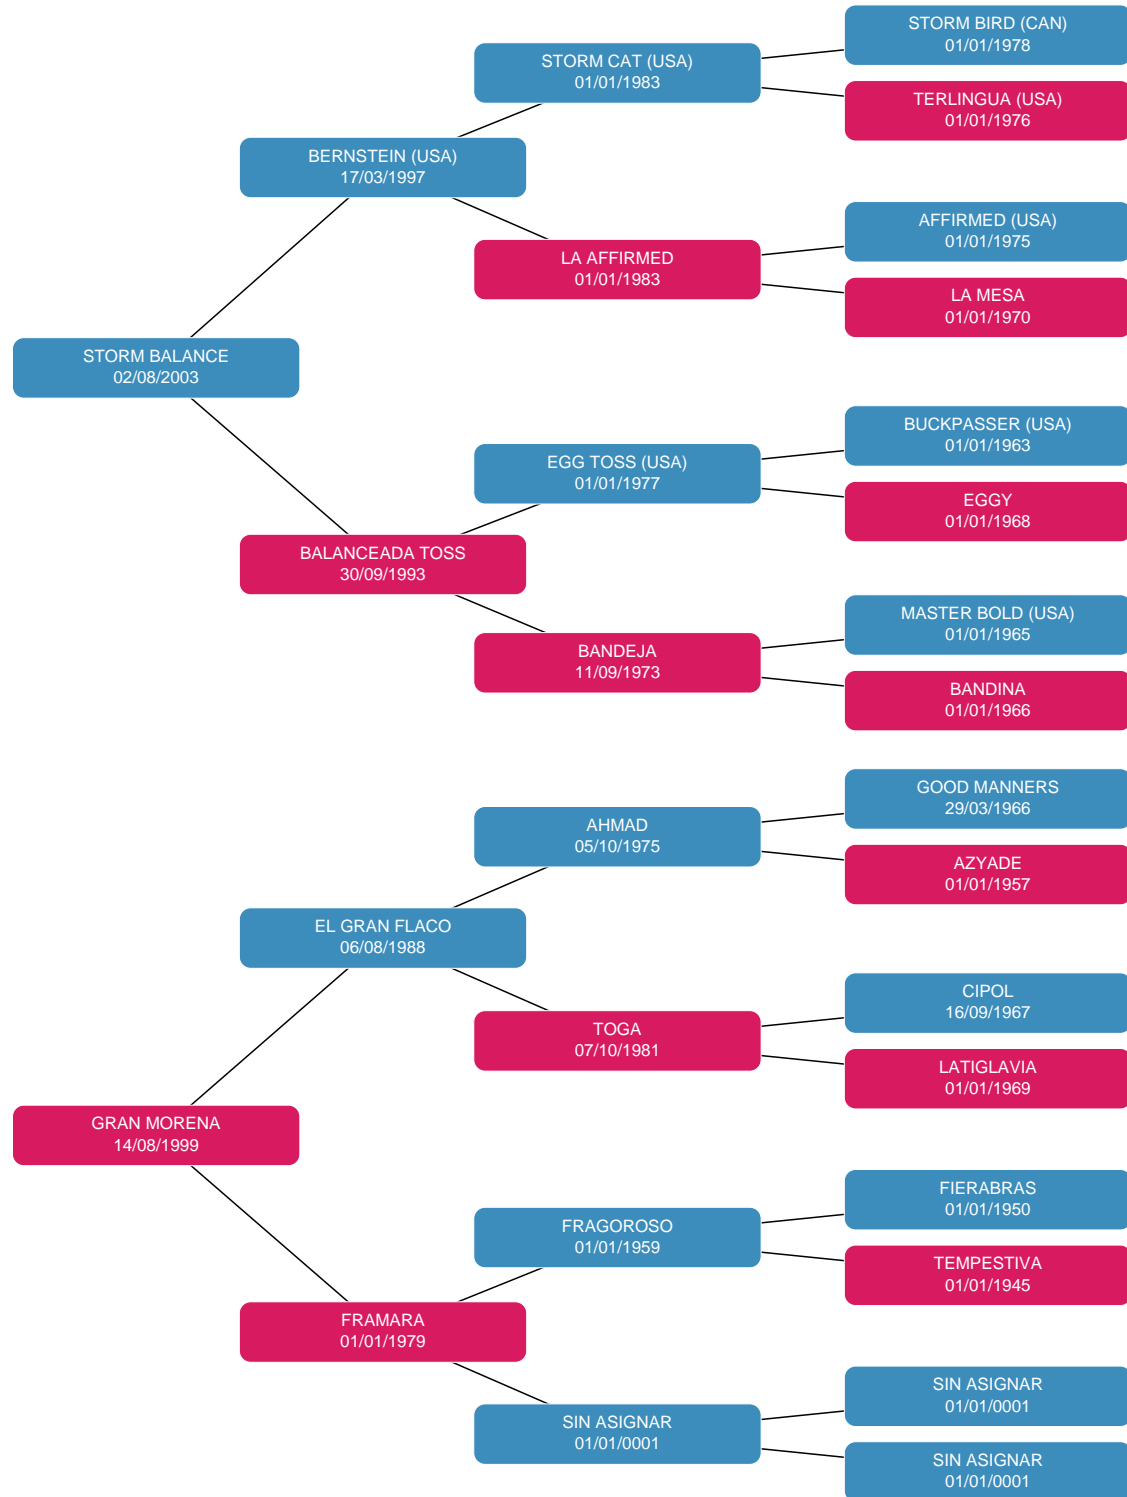 STORM BIRD (CAN)
01/01/1978
STORM CAT (USA)
01/01/1983
TERLINGUA (USA)
01/01/1976
BERNSTEIN (USA)
17/03/1997
AFFIRMED (USA)
01/01/1975
LA AFFIRMED
01/01/1983
LA MESA
01/01/1970
STORM BALANCE
02/08/2003
BUCKPASSER (USA)
01/01/1963
EGG TOSS (USA)
01/01/1977
EGGY
01/01/1968
BALANCEADA TOSS
30/09/1993
MASTER BOLD (USA)
01/01/1965
BANDEJA
11/09/1973
BANDINA
01/01/1966
GOOD MANNERS
29/03/1966
AHMAD
05/10/1975
AZYADE
01/01/1957
EL GRAN FLACO
06/08/1988
CIPOL
16/09/1967
TOGA
07/10/1981
LATIGLAVIA
01/01/1969
GRAN MORENA
14/08/1999
FIERABRAS
01/01/1950
FRAGOROSO
01/01/1959
TEMPESTIVA
01/01/1945
FRAMARA
01/01/1979
SIN ASIGNAR
01/01/0001
SIN ASIGNAR
01/01/0001
SIN ASIGNAR
01/01/0001